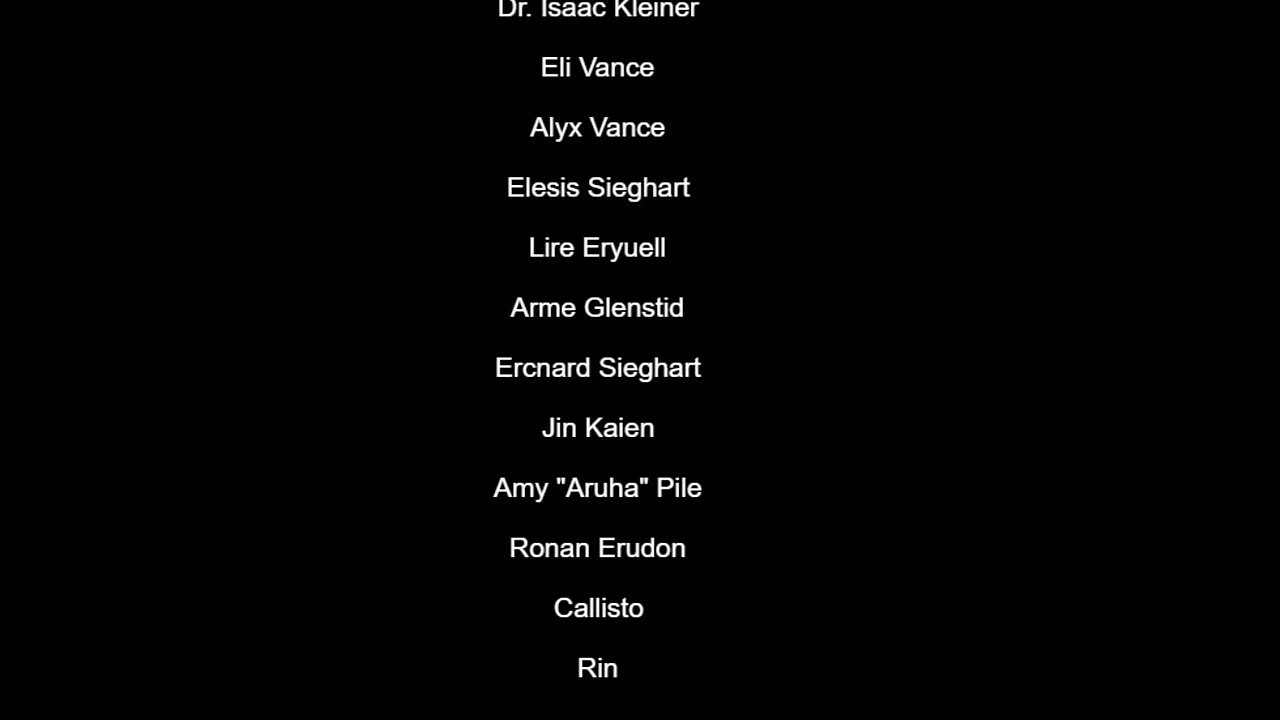 Dr. Isaac Kleiner
Eli Vance
Alyx Vance
Elesis Sieghart
Lire Eryuell
Arme Glenstid
Ercnard Sieghart
Jin Kaien
Amy "Aruha" Pile
Ronan Erudon
Callisto
Rin